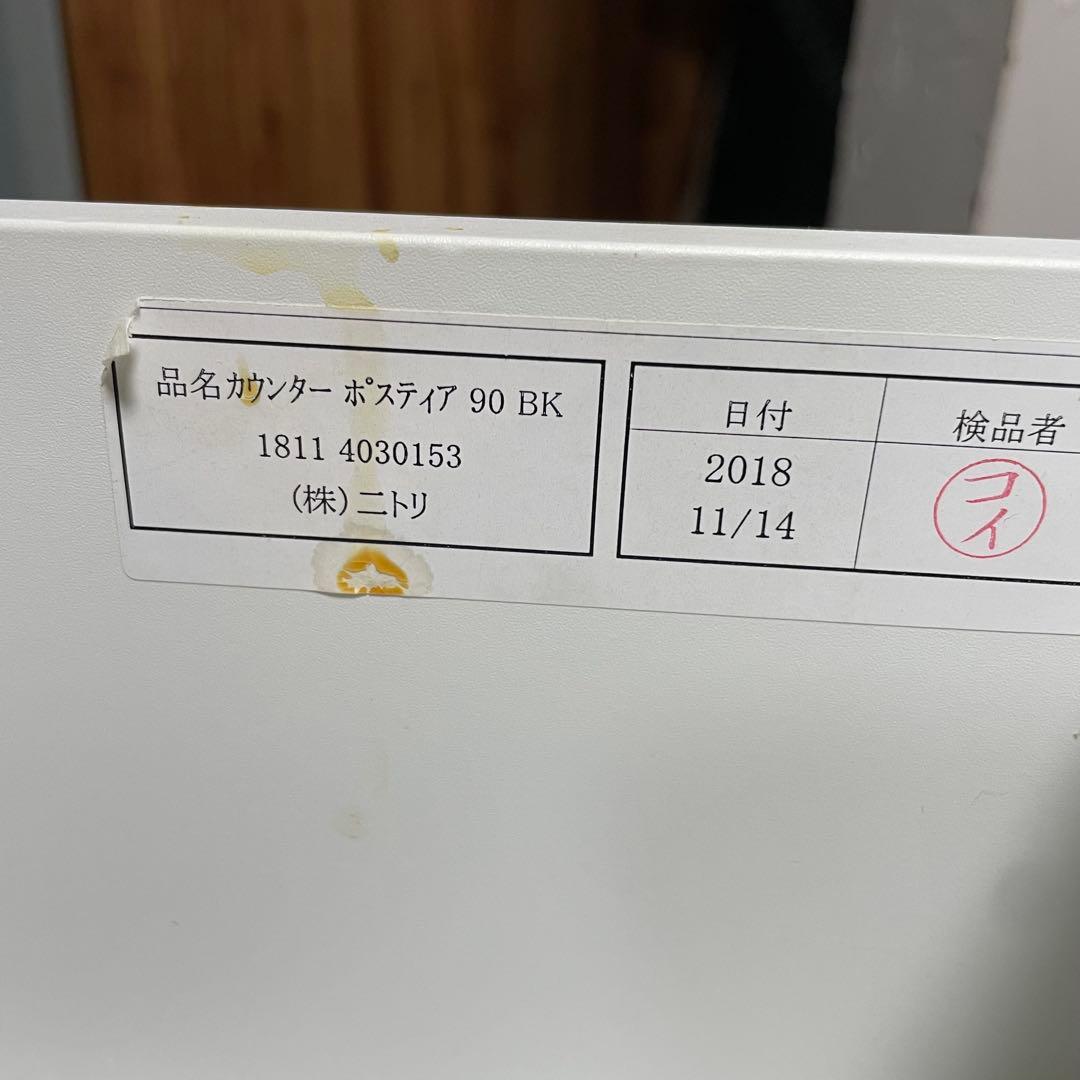 品名カウンター ポスティア 90 BK
1811 4030153
(株)ニトリ
日付
2018
11/14
検品者
コイ